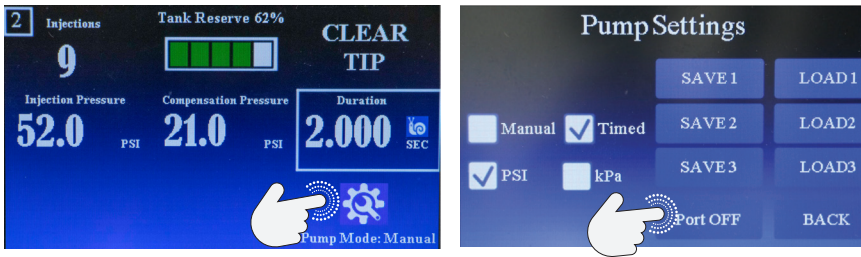 2 Injections
9
Tank Reserve 62%
CLEAR
TIP
Injection Pressure
52.0 PSI
Compensation Pressure
21.0 PSI
Duration
2.000 SEC
Pump Mode: Manual
Pump Settings
SAVE 1 LOAD 1
Manual Timed SAVE 2 LOAD2
PSI kPa SAVE 3 LOAD3
Port OFF BACK